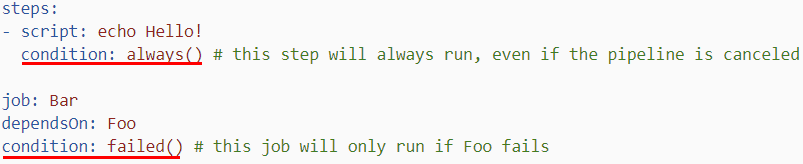 steps:
- script: echo Hello!
  condition: always() # this step will always run, even if the pipeline is canceled
job: Bar
dependsOn: Foo
condition: failed() # this job will only run if Foo fails